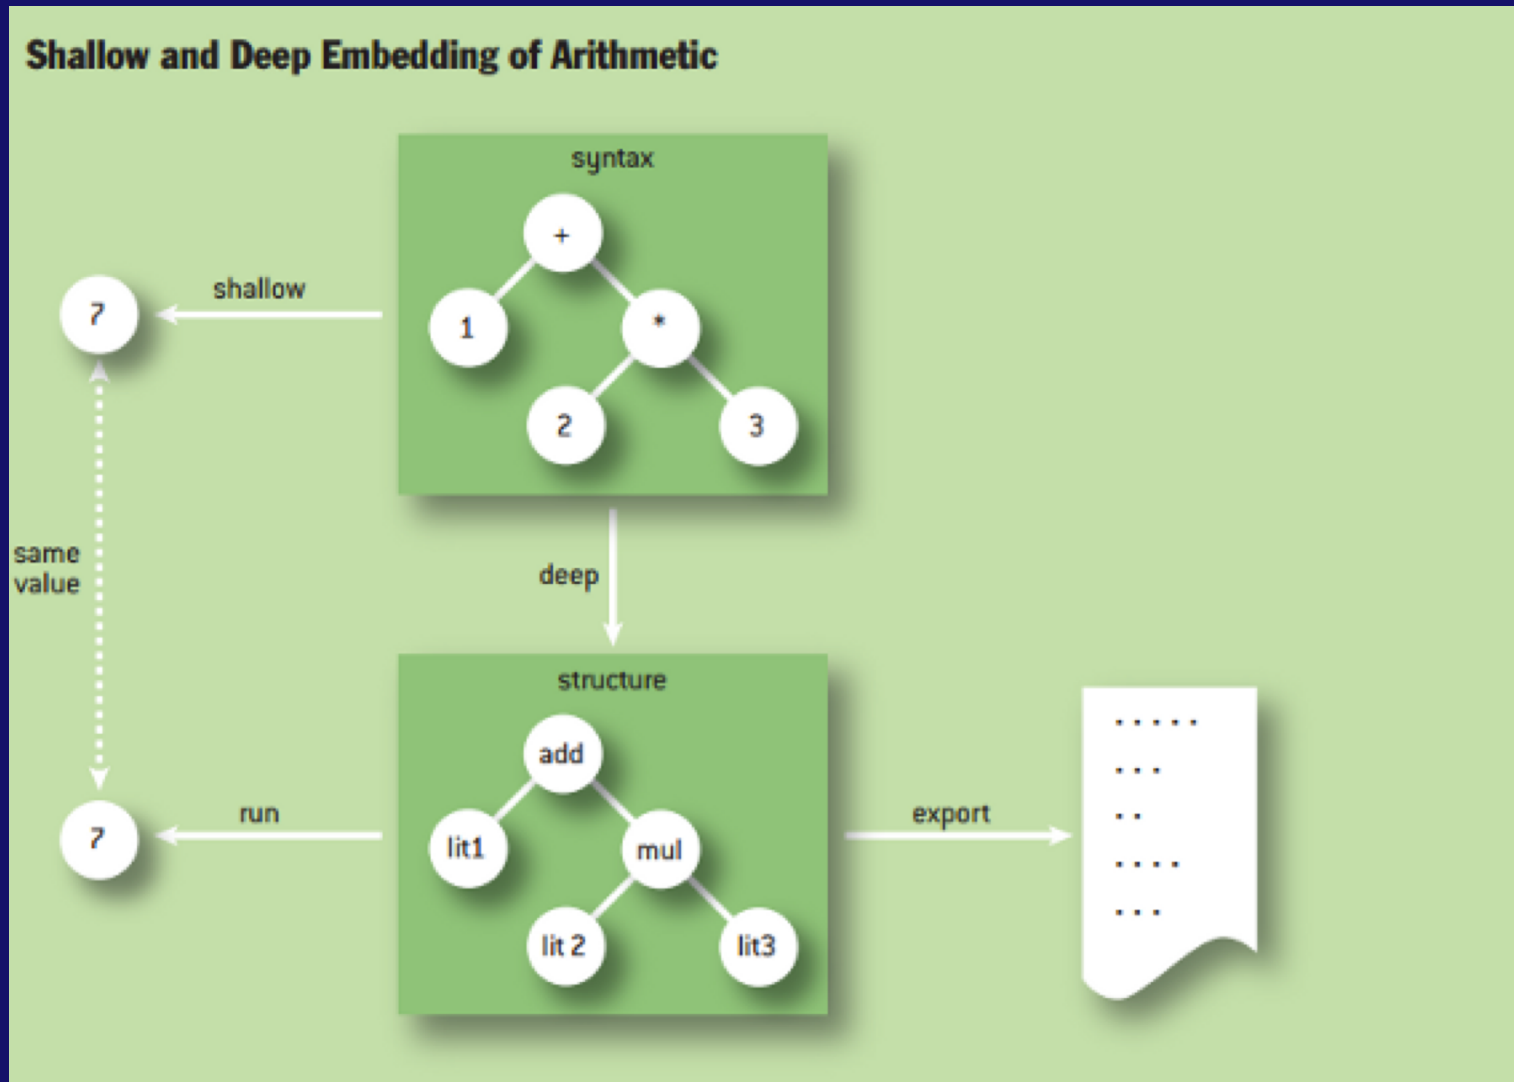 Shallow and Deep Embedding of Arithmetic
syntax
+
1
*
2
3
shallow
7
same
value
deep
structure
add
lit1
mul
lit 2
lit3
run
7
export
.....
...
..
....
...